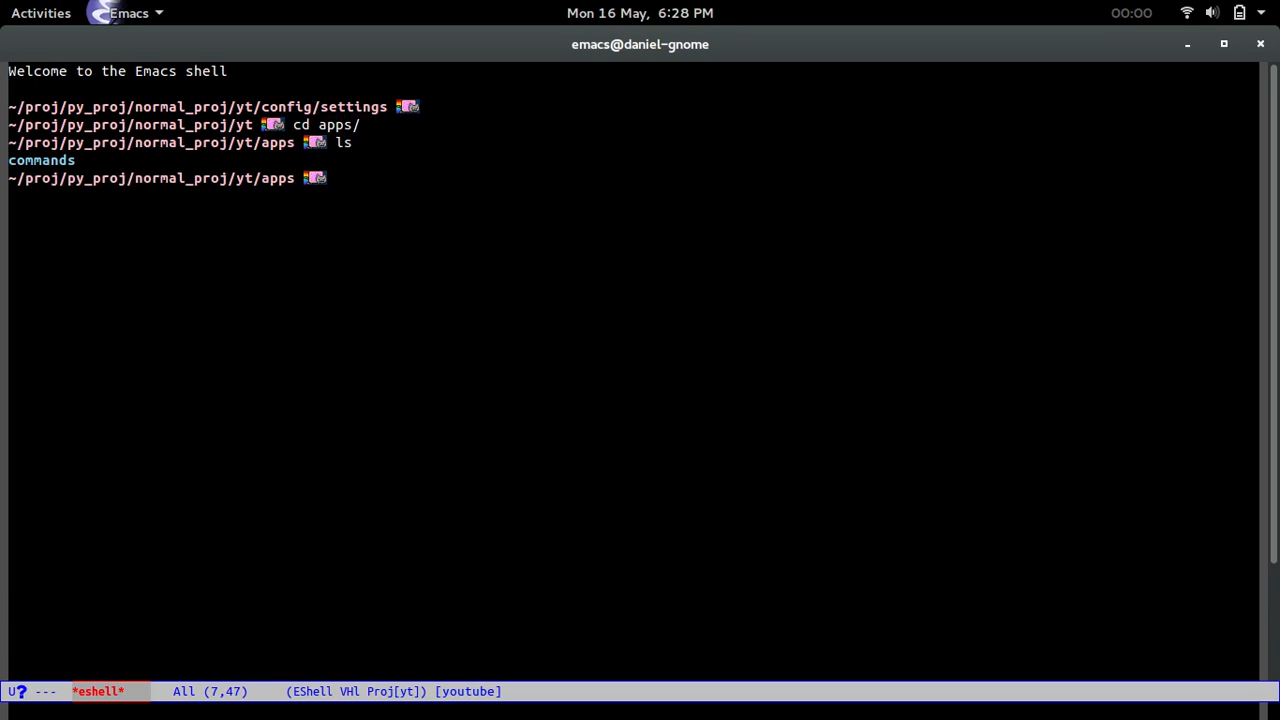 Activities Emacs Mon 16 May, 6:28 PM 00:00
emacs@daniel-gnome
Welcome to the Emacs shell
~/proj/py_proj/normal_proj/yt/config/settings
~/proj/py_proj/normal_proj/yt cd apps/
~/proj/py_proj/normal_proj/yt/apps ls
commands
~/proj/py_proj/normal_proj/yt/apps
U? --- *eshell* All (7,47) (EShell VHl Proj[yt]) [youtube]